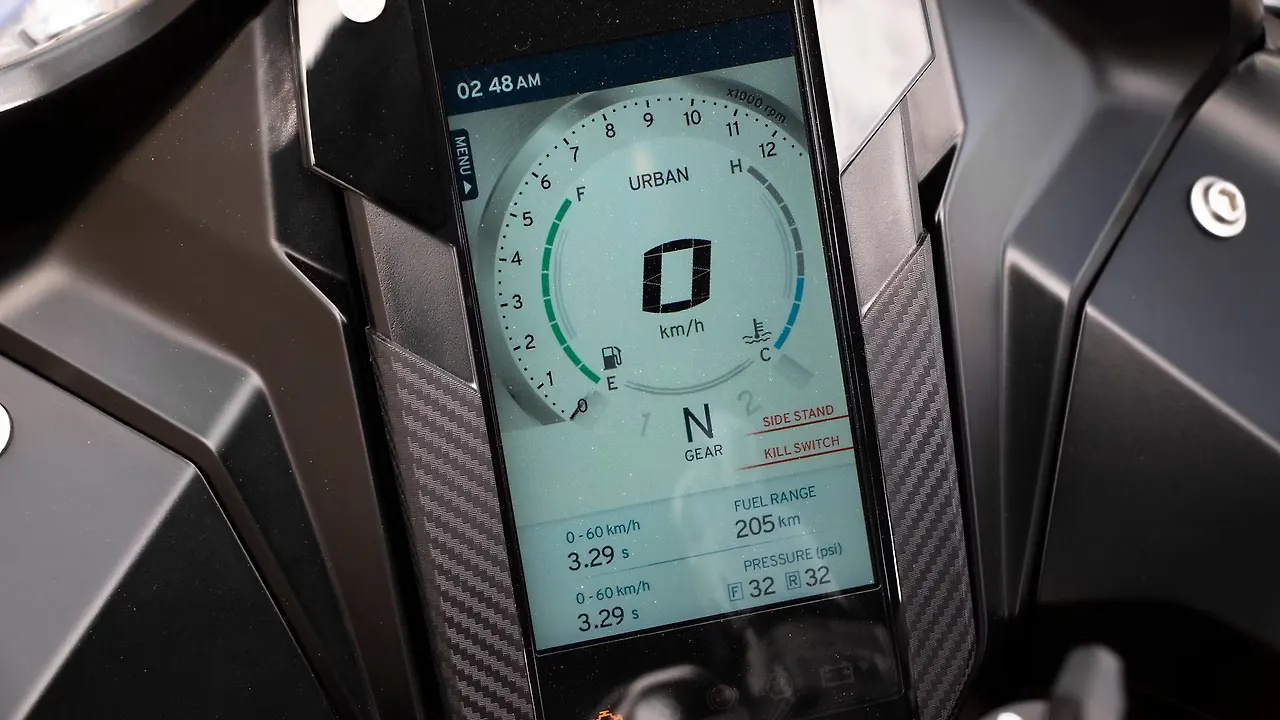 02 48 AM
MENU
x1000 rpm
0 1 2 3 4 5 6 7 8 9 10 11 12
F
H
URBAN
0
km/h
E
C
1 N 2
GEAR
SIDE STAND
KILL SWITCH
0-60 km/h
3.29 s
FUEL RANGE
205 km
0-60 km/h
3.29 s
PRESSURE (psi)
F 32 R 32